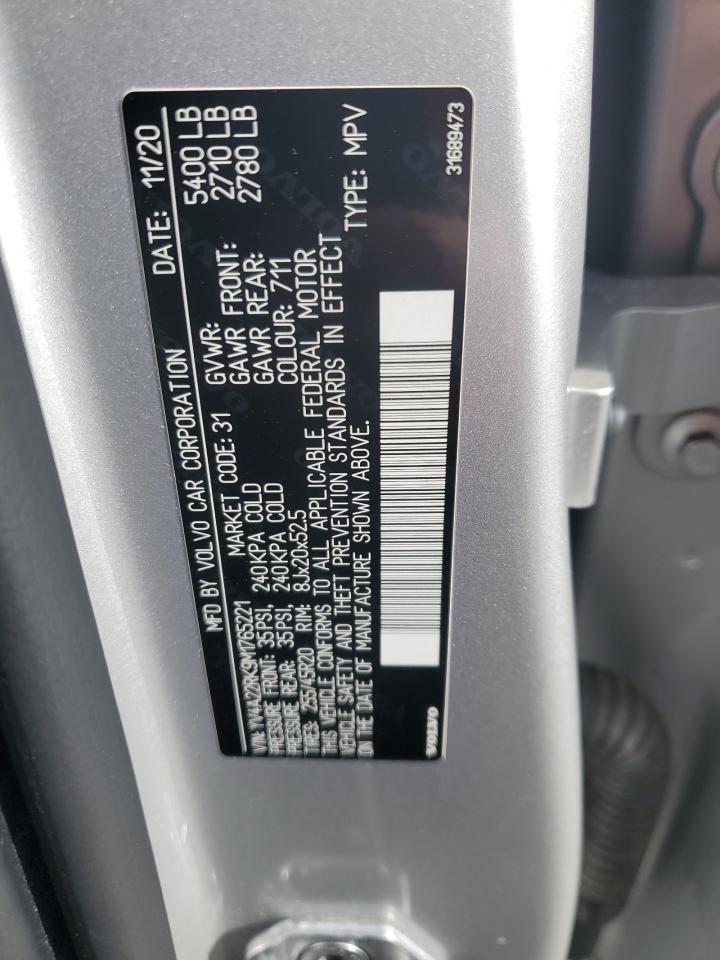 MFD BY VOLVO CAR CORPORATION DATE: 11/20
VIN: YV4A22RK9M1765221 MARKET CODE: 31 GVWR: 5400 LB
PRESSURE FRONT: 35PSI, 240KPA COLD GAWR FRONT: 2710 LB
PRESSURE REAR: 35PSI, 240KPA COLD GAWR REAR: 2780 LB
TIRES: 255/45R20 RIM: 8Jx20x52.5 COLOUR: 711
THIS VEHICLE CONFORMS TO ALL APPLICABLE FEDERAL MOTOR
VEHICLE SAFETY AND THEFT PREVENTION STANDARDS IN EFFECT
ON THE DATE OF MANUFACTURE SHOWN ABOVE. TYPE: MPV
VOLVO 31689473